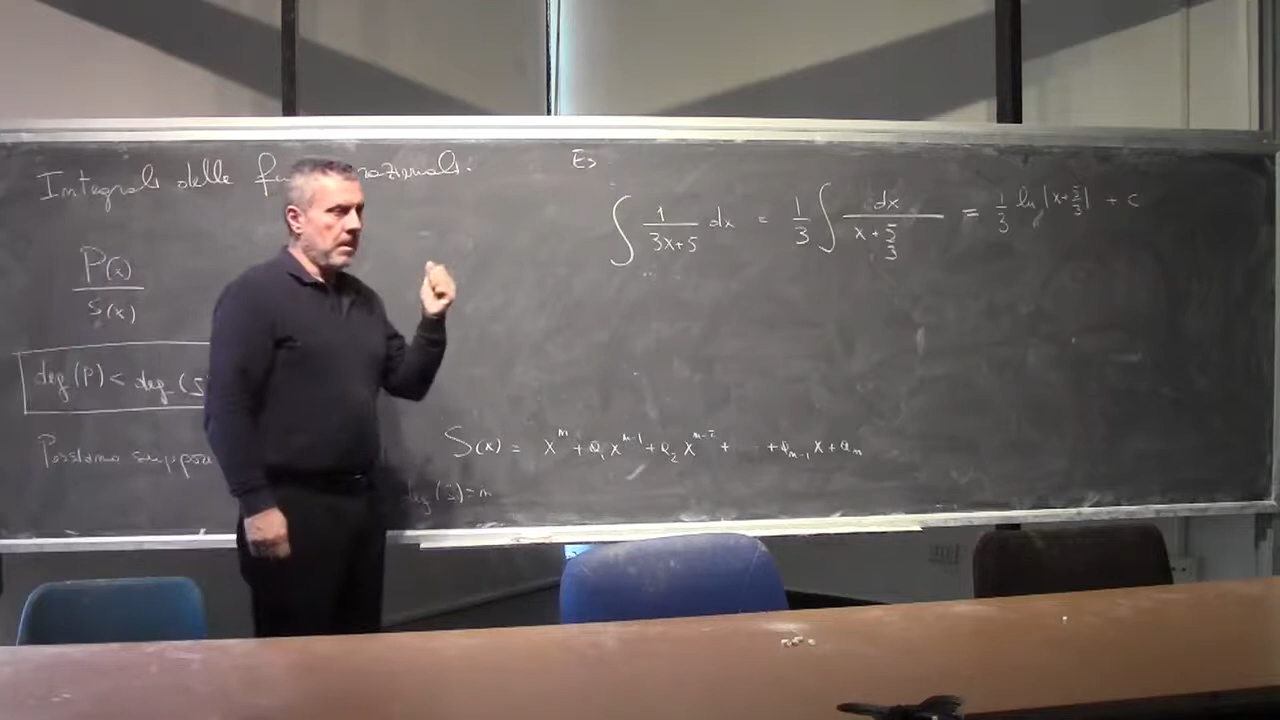 Integrali delle razionali.
P(x)
S(x)
deg(P) < deg(S
Possiamo
Es
∫ 1/(3x+5) dx = 1/3 ∫ dx/(x+5/3) = 1/3 ln|x+5/3| + c
S(x) = x^m + a_1 x^{m-1} + a_2 x^{m-2} + ... + a_{m-1} x + a_m
deg(S) = m